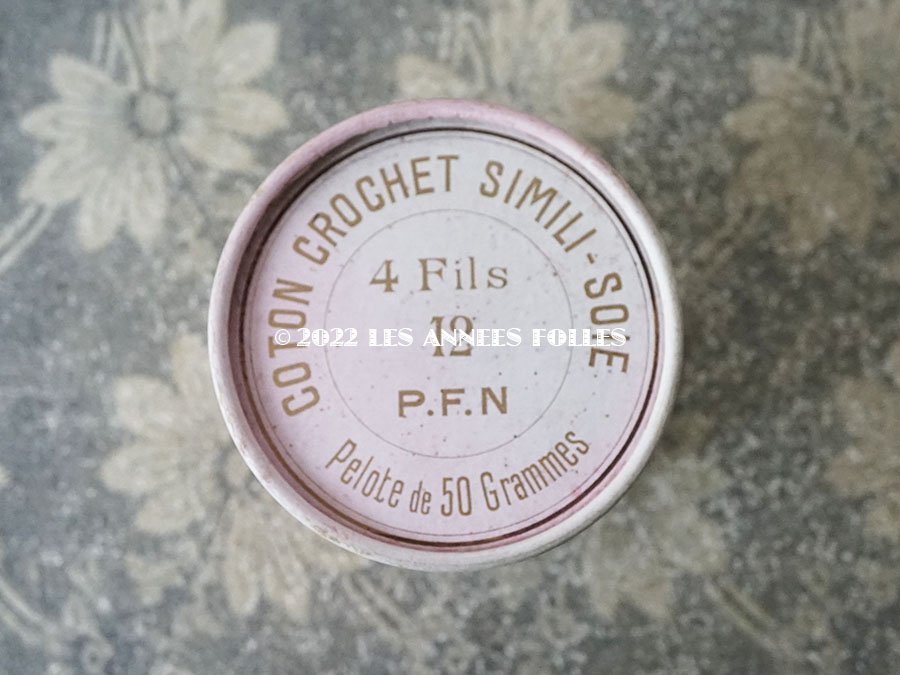 COTON CROCHET SIMILI-SOIE
4 Fils
12
© 2022 LES ANNEES FOLLES
P.F.N
Pelote de 50 Grammes